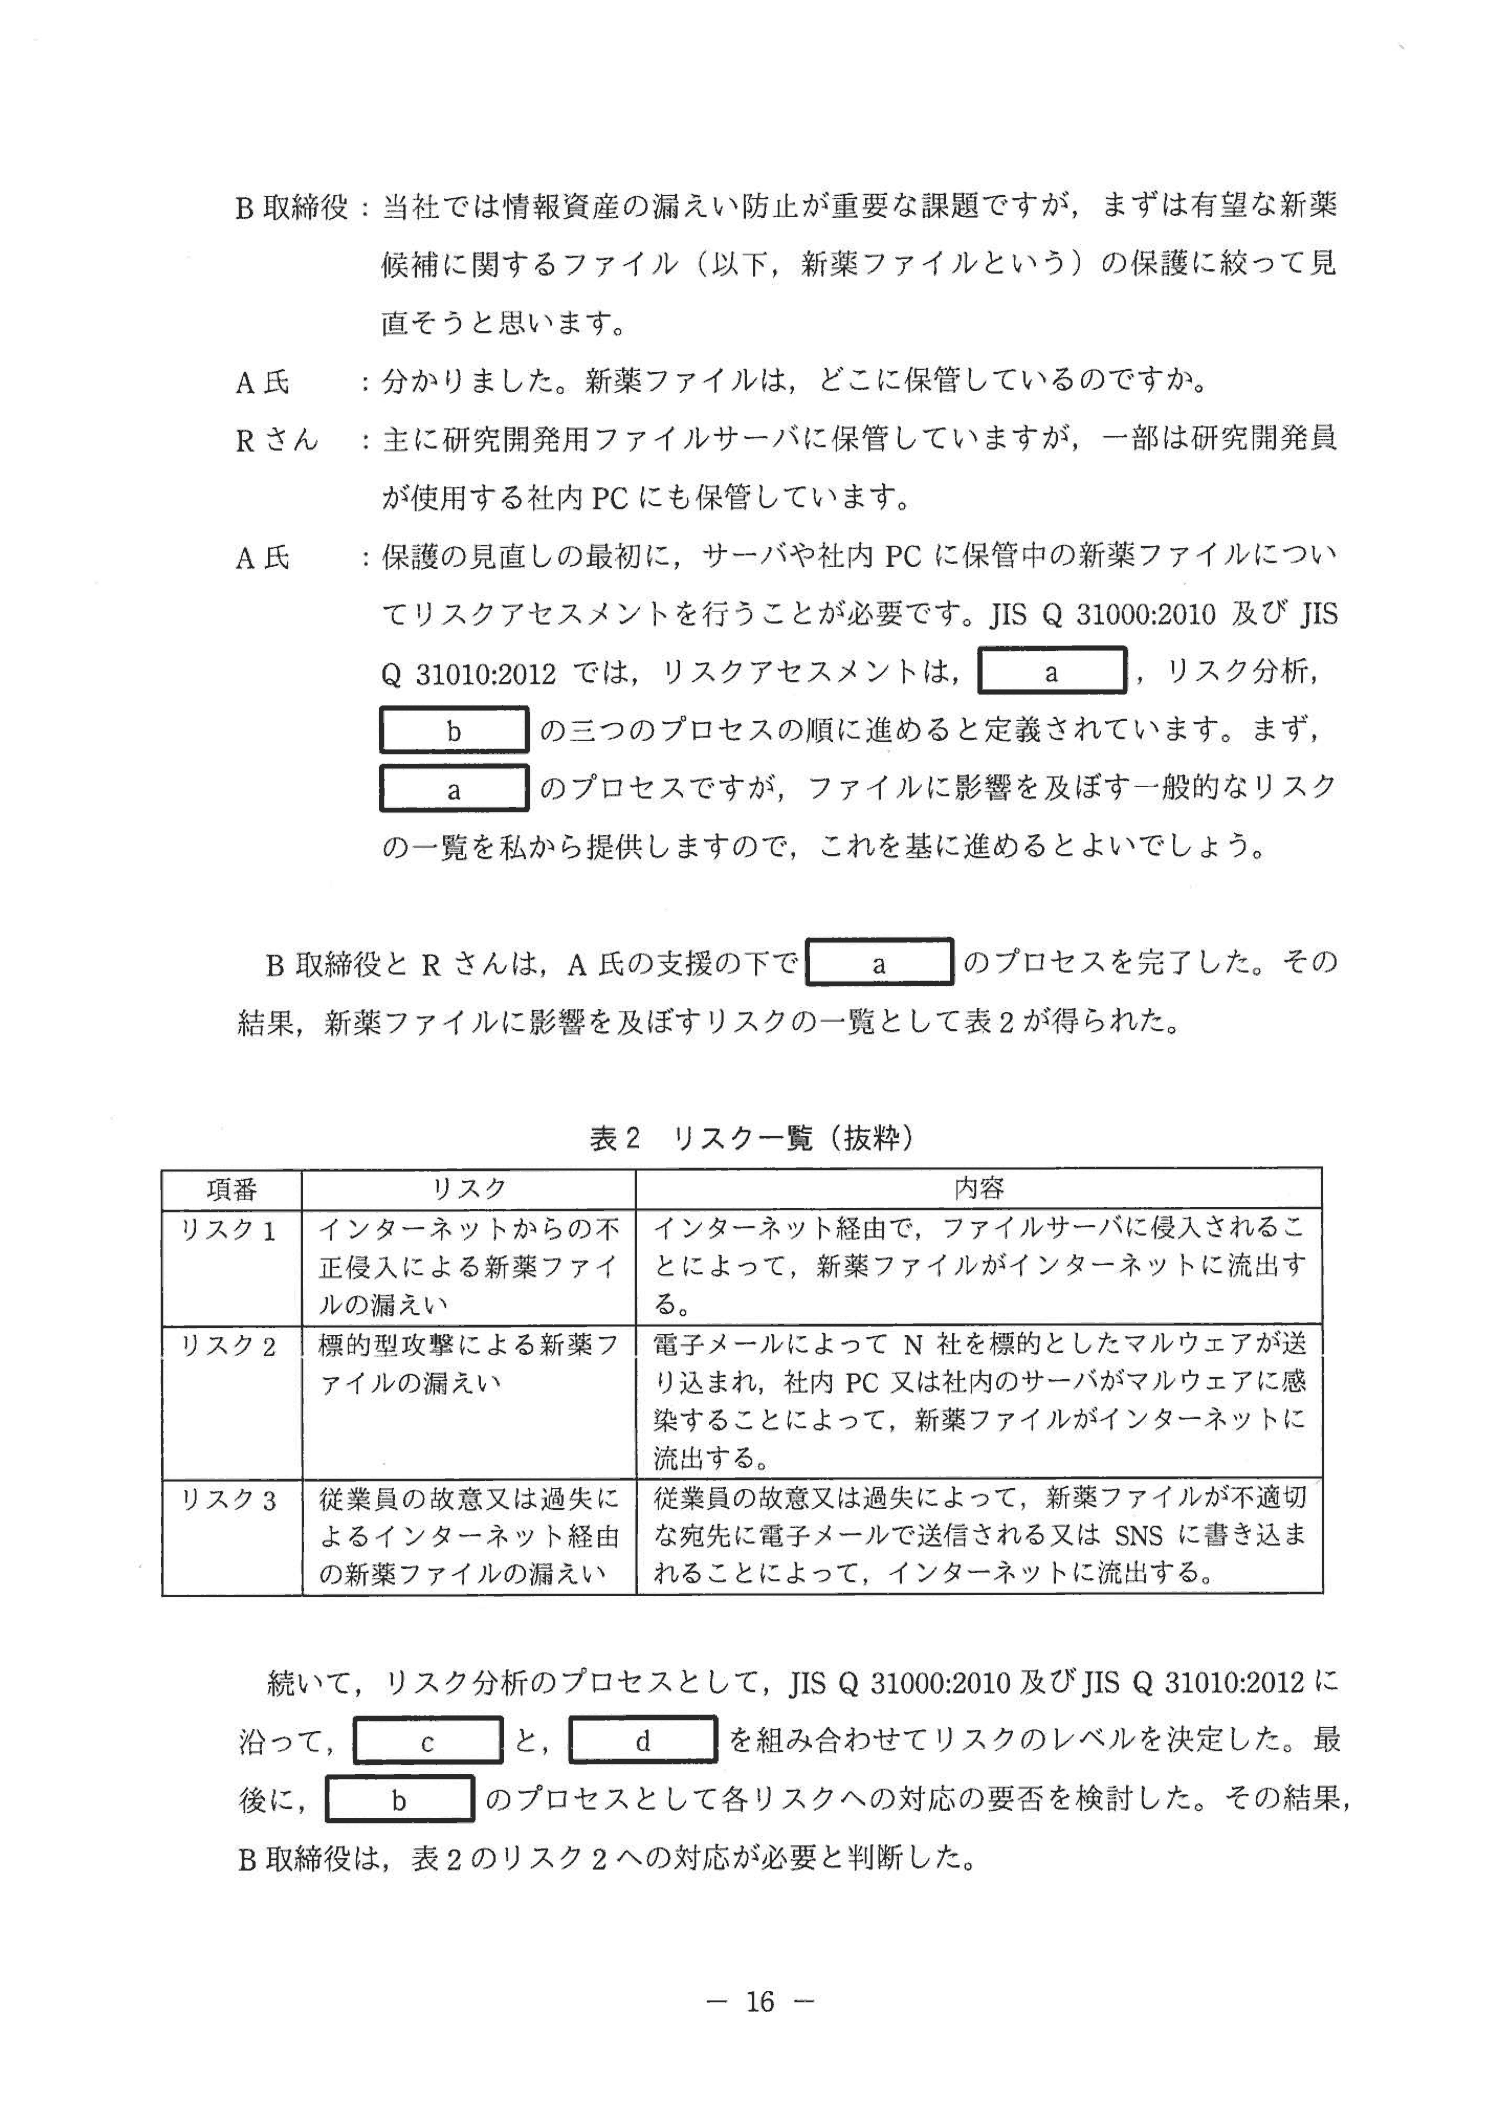 B 取締役：当社では情報資産の漏えい防止が重要な課題ですが，まずは有望な新薬
候補に関するファイル（以下，新薬ファイルという）の保護に絞って見
直そうと思います。
A 氏　　：分かりました。新薬ファイルは，どこに保管しているのですか。
R さん　：主に研究開発用ファイルサーバに保管していますが，一部は研究開発員
が使用する社内 PC にも保管しています。
A 氏　　：保護の見直しの最初に，サーバや社内 PC に保管中の新薬ファイルについ
てリスクアセスメントを行うことが必要です。JIS Q 31000:2010 及び JIS
Q 31010:2012 では，リスクアセスメントは， a ，リスク分析，
b の三つのプロセスの順に進めると定義されています。まず，
a のプロセスですが，ファイルに影響を及ぼす一般的なリスク
の一覧を私から提供しますので，これを基に進めるとよいでしょう。
B 取締役と R さんは，A 氏の支援の下で a のプロセスを完了した。その
結果，新薬ファイルに影響を及ぼすリスクの一覧として表 2 が得られた。
表 2　リスク一覧（抜粋）
項番　リスク　内容
リスク 1　インターネットからの不
正侵入による新薬ファイ
ルの漏えい
インターネット経由で，ファイルサーバに侵入されるこ
とによって，新薬ファイルがインターネットに流出す
る。
リスク 2　標的型攻撃による新薬フ
ァイルの漏えい
電子メールによって N 社を標的としたマルウェアが送
り込まれ，社内 PC 又は社内のサーバがマルウェアに感
染することによって，新薬ファイルがインターネットに
流出する。
リスク 3　従業員の故意又は過失に
よるインターネット経由
の新薬ファイルの漏えい
従業員の故意又は過失によって，新薬ファイルが不適切
な宛先に電子メールで送信される又は SNS に書き込ま
れることによって，インターネットに流出する。
続いて，リスク分析のプロセスとして，JIS Q 31000:2010 及び JIS Q 31010:2012 に
沿って， c と， d を組み合わせてリスクのレベルを決定した。最
後に， b のプロセスとして各リスクへの対応の要否を検討した。その結果，
B 取締役は，表 2 のリスク 2 への対応が必要と判断した。
－ 16 －